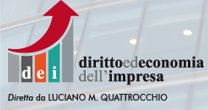 dirittoedeconomia
dei dell'impresa
Diretta da LUCIANO M. QUATTROCCHIO